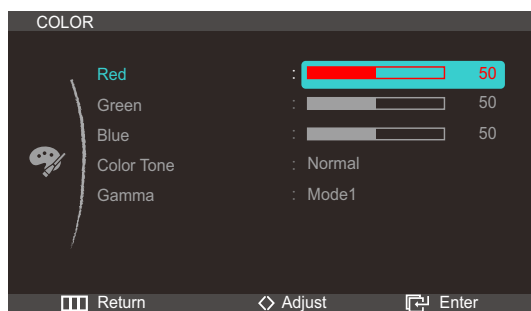 COLOR
Red : 50
Green : 50
Blue : 50
Color Tone : Normal
Gamma : Mode1
Return Adjust Enter